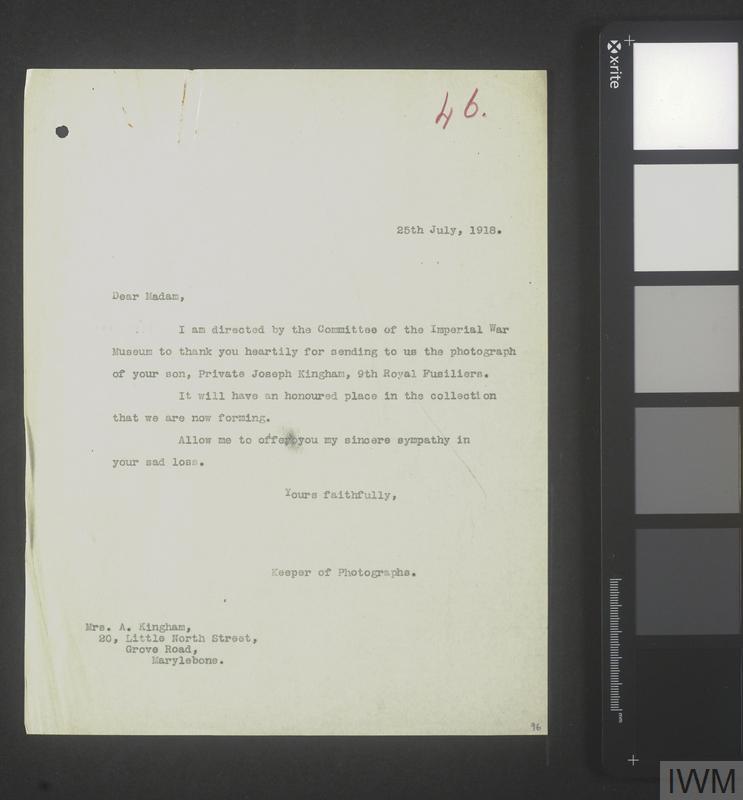 46.
25th July, 1918.
Dear Madam,
I am directed by the Committee of the Imperial War
Museum to thank you heartily for sending to us the photograph
of your son, Private Joseph Kingham, 9th Royal Fusiliers.
It will have an honoured place in the collection
that we are now forming.
Allow me to offer you my sincere sympathy in
your sad loss.
Yours faithfully,
Keeper of Photographs.
Mrs. A. Kingham,
20, Little North Street,
Grove Road,
Marylebone.
96
x-rite
mm
IWM